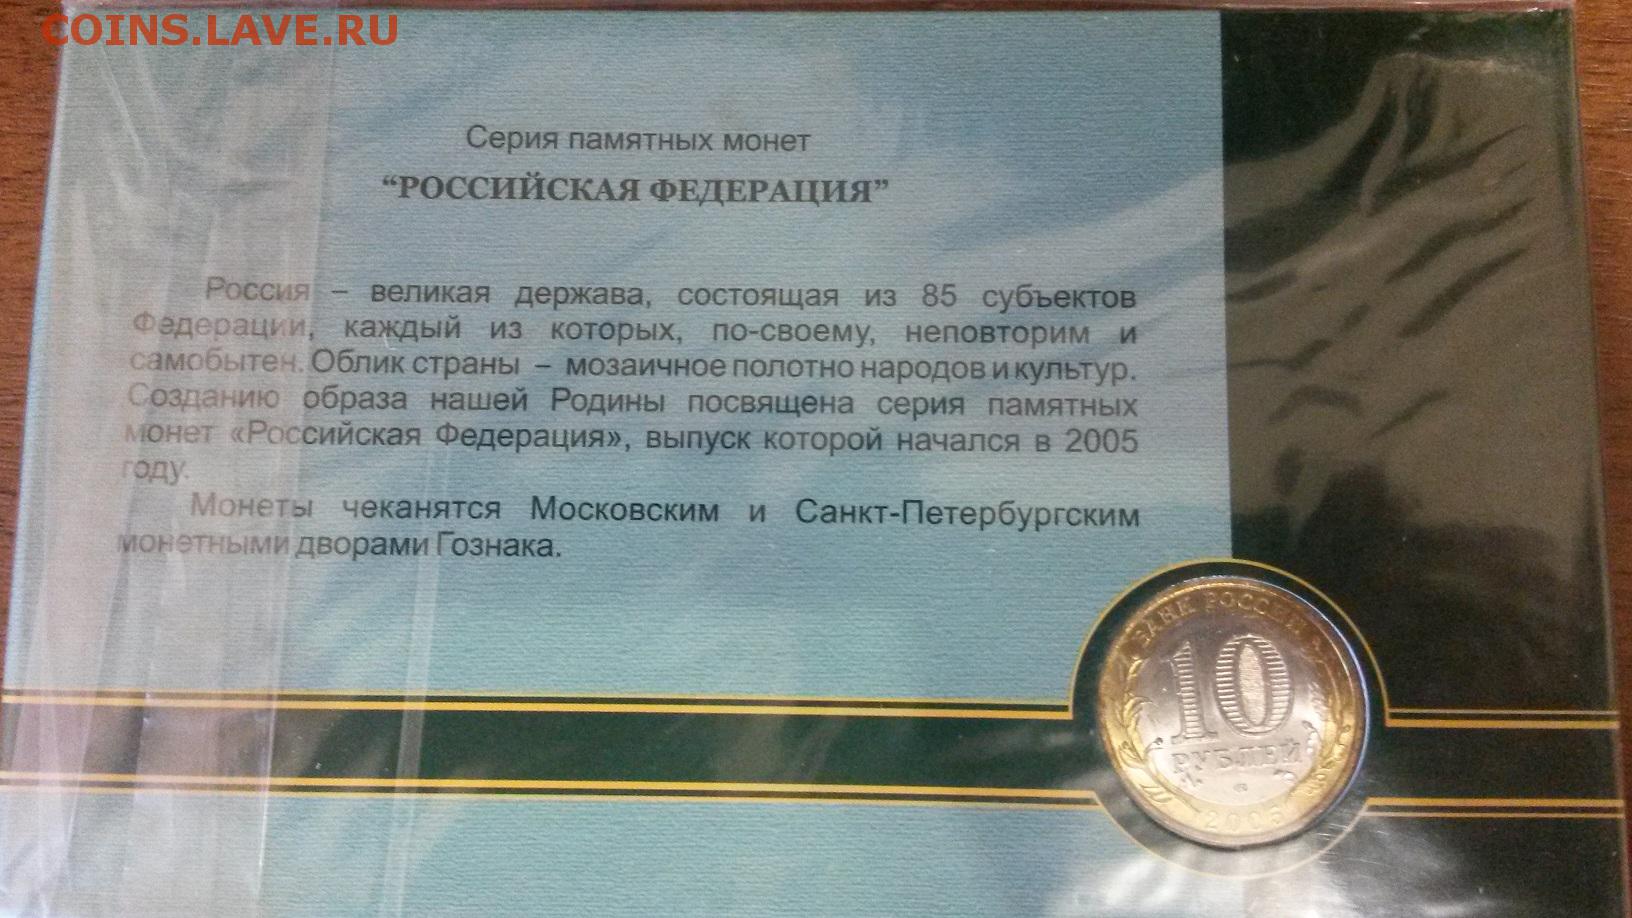 COINS.LAVE.RU
Серия памятных монет
“РОССИЙСКАЯ ФЕДЕРАЦИЯ”
Россия – великая держава, состоящая из 85 субъектов
Федерации, каждый из которых, по-своему, неповторим и
самобытен. Облик страны – мозаичное полотно народов и культур.
Созданию образа нашей Родины посвящена серия памятных
монет «Российская Федерация», выпуск которой начался в 2005
году.
Монеты чеканятся Московским и Санкт-Петербургским
монетными дворами Гознака.
БАНК РОССИИ
10
РУБЛЕЙ